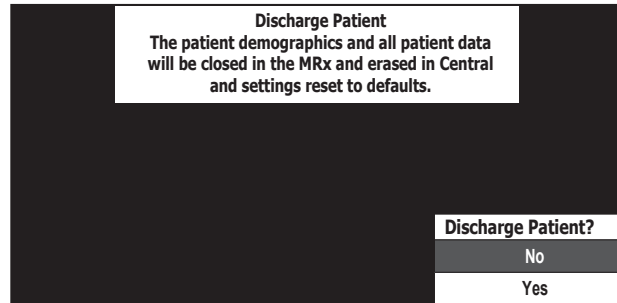 Discharge Patient
The patient demographics and all patient data
will be closed in the MRx and erased in Central
and settings reset to defaults.
Discharge Patient?
No
Yes